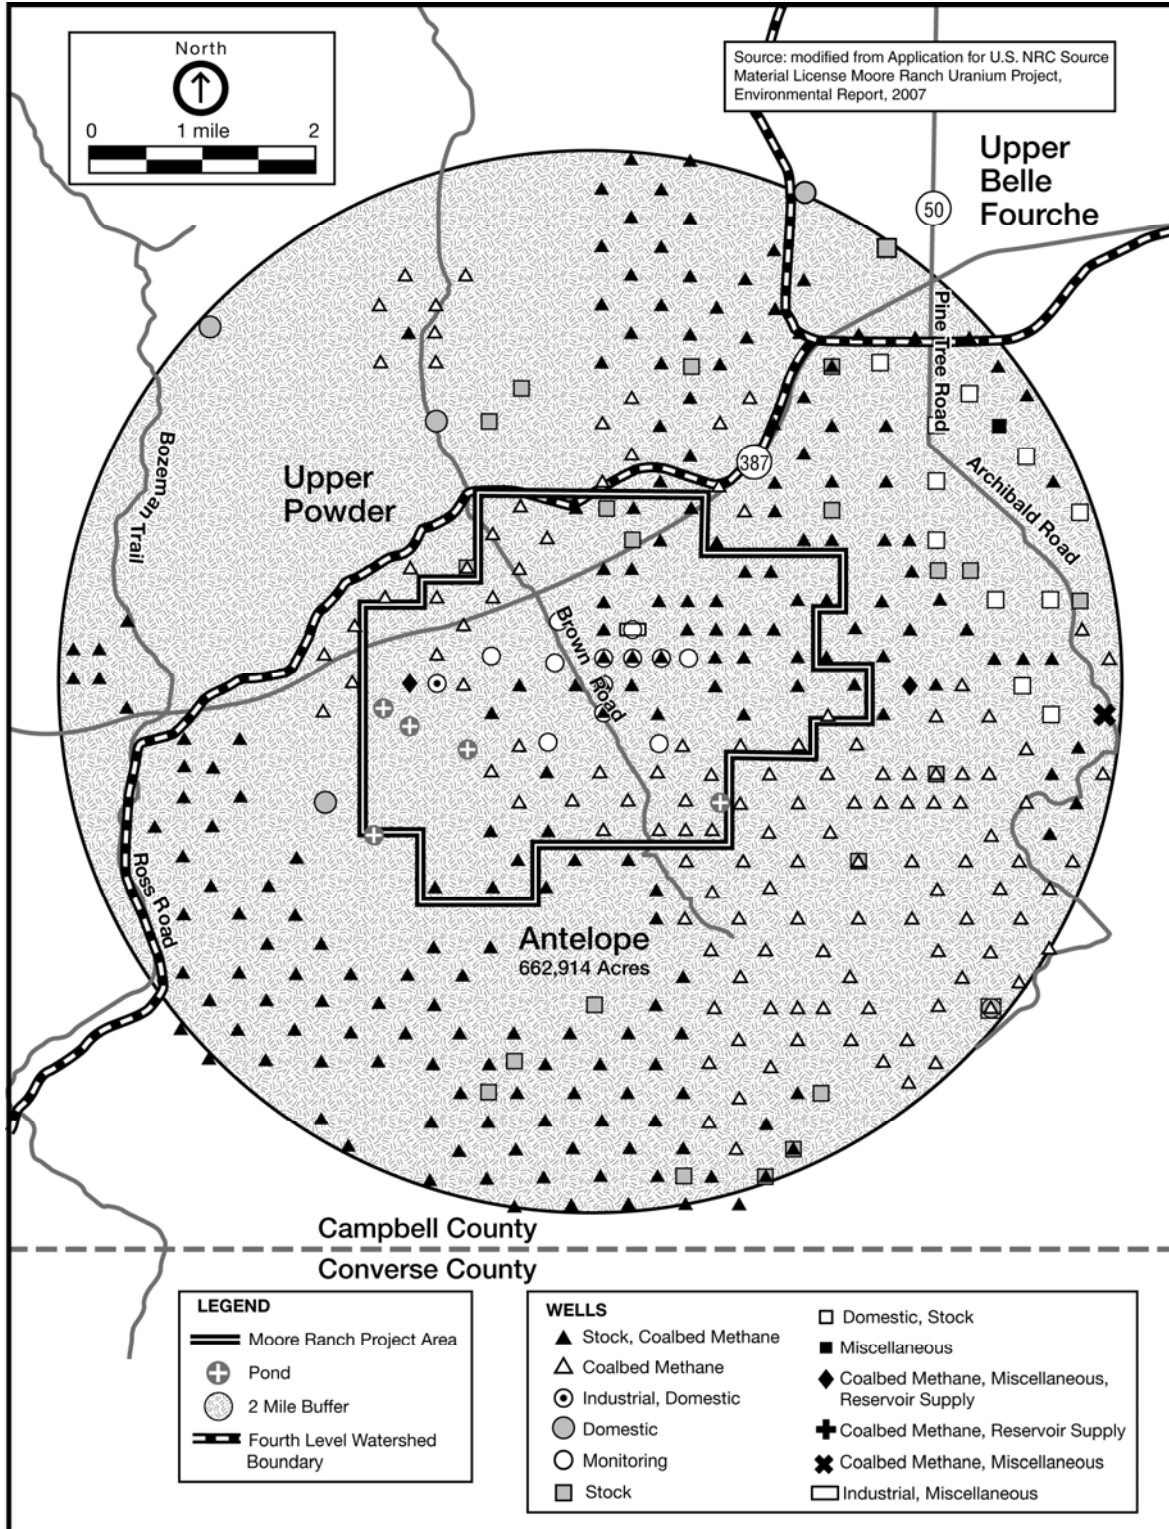 North
0 1 mile 2
Source: modified from Application for U.S. NRC Source
Material License Moore Ranch Uranium Project,
Environmental Report, 2007
Upper
Belle
Fourche
50
Pine Tree Road
Bozeman Trail
387
Archibald Road
Upper
Powder
Brown Road
Ross Road
Antelope
662,914 Acres
Campbell County
Converse County
LEGEND
Moore Ranch Project Area
Pond
2 Mile Buffer
Fourth Level Watershed
Boundary
WELLS
Stock, Coalbed Methane
Coalbed Methane
Industrial, Domestic
Domestic
Monitoring
Stock
Domestic, Stock
Miscellaneous
Coalbed Methane, Miscellaneous,
Reservoir Supply
Coalbed Methane, Reservoir Supply
Coalbed Methane, Miscellaneous
Industrial, Miscellaneous